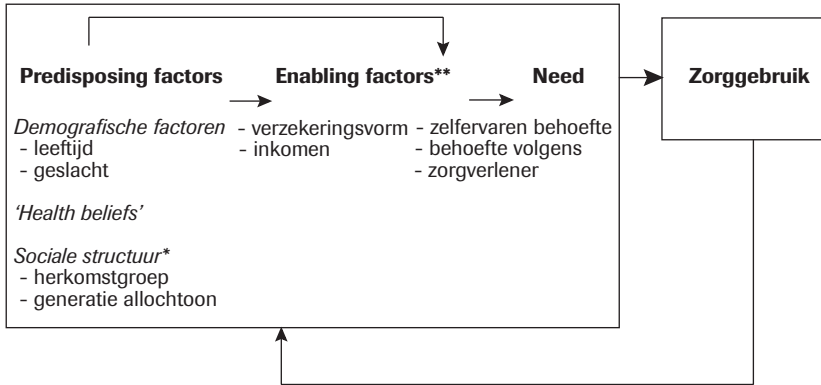 Predisposing factors
Enabling factors**
Need
Zorggebruik
Demografische factoren
- leeftijd
- geslacht
'Health beliefs'
Sociale structuur*
- herkomstgroep
- generatie allochtoon
- verzekeringsvorm
- inkomen
- zelfervaren behoefte
- behoefte volgens
- zorgverlener